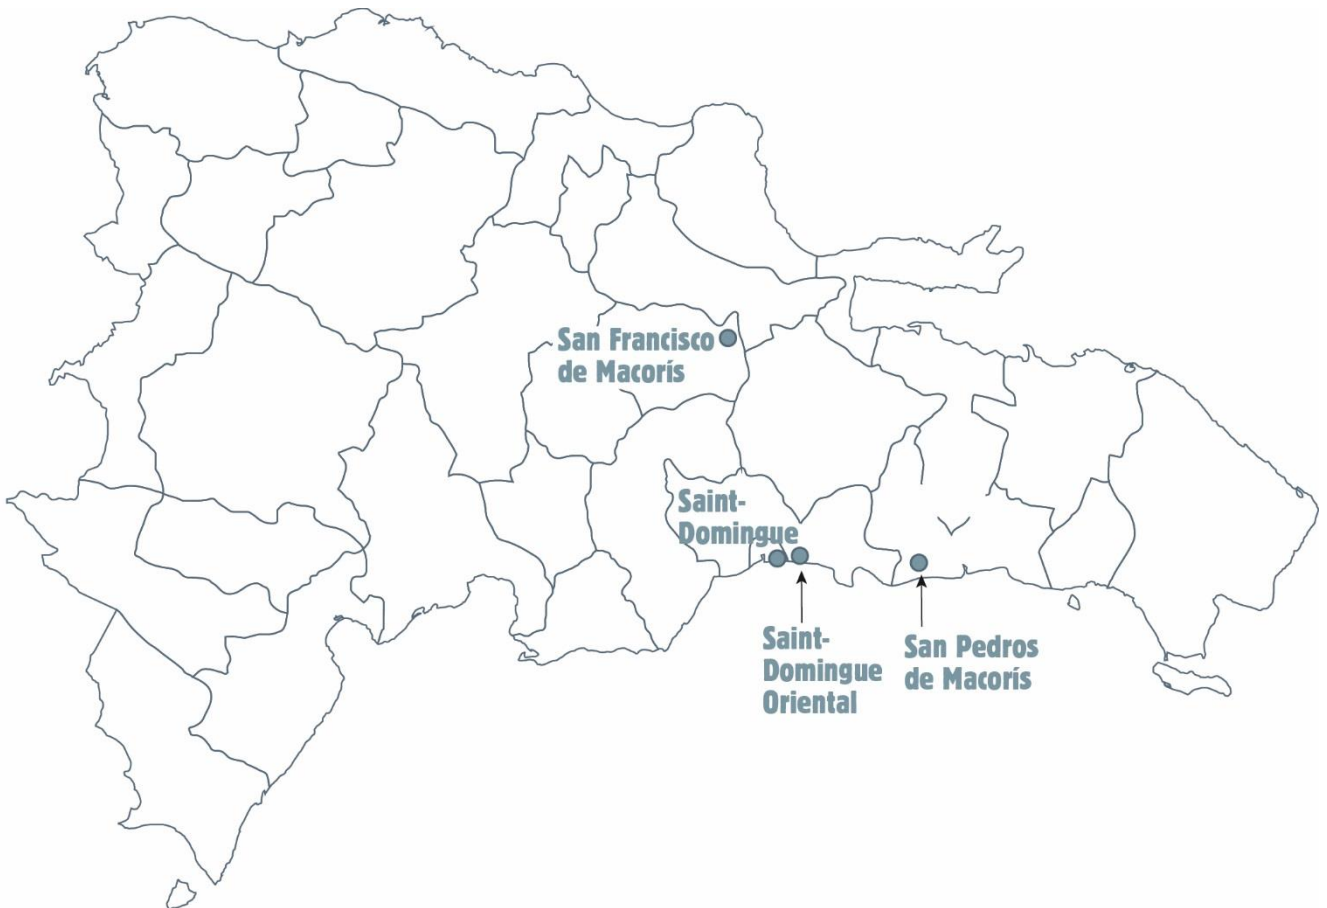 San Francisco
de Macorís
Saint-
Domingue
Saint-
Domingue
Oriental
San Pedros
de Macorís